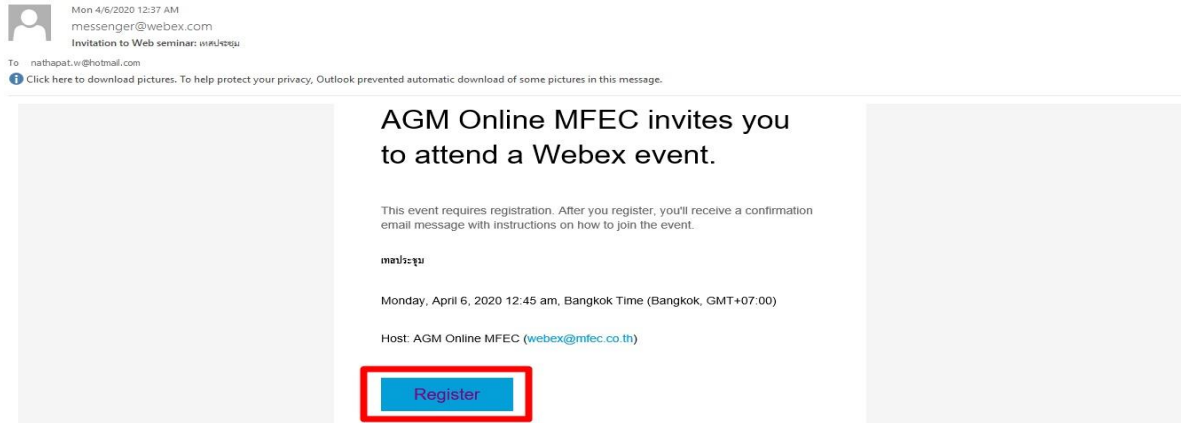 Mon 4/6/2020 12:37 AM
messenger@webex.com
Invitation to Web seminar: เทสประชุม
To nathapat.w@hotmail.com
Click here to download pictures. To help protect your privacy, Outlook prevented automatic download of some pictures in this message.
AGM Online MFEC invites you
to attend a Webex event.
This event requires registration. After you register, you'll receive a confirmation
email message with instructions on how to join the event.
เทสประชุม
Monday, April 6, 2020 12:45 am, Bangkok Time (Bangkok, GMT+07:00)
Host: AGM Online MFEC (webex@mfec.co.th)
Register